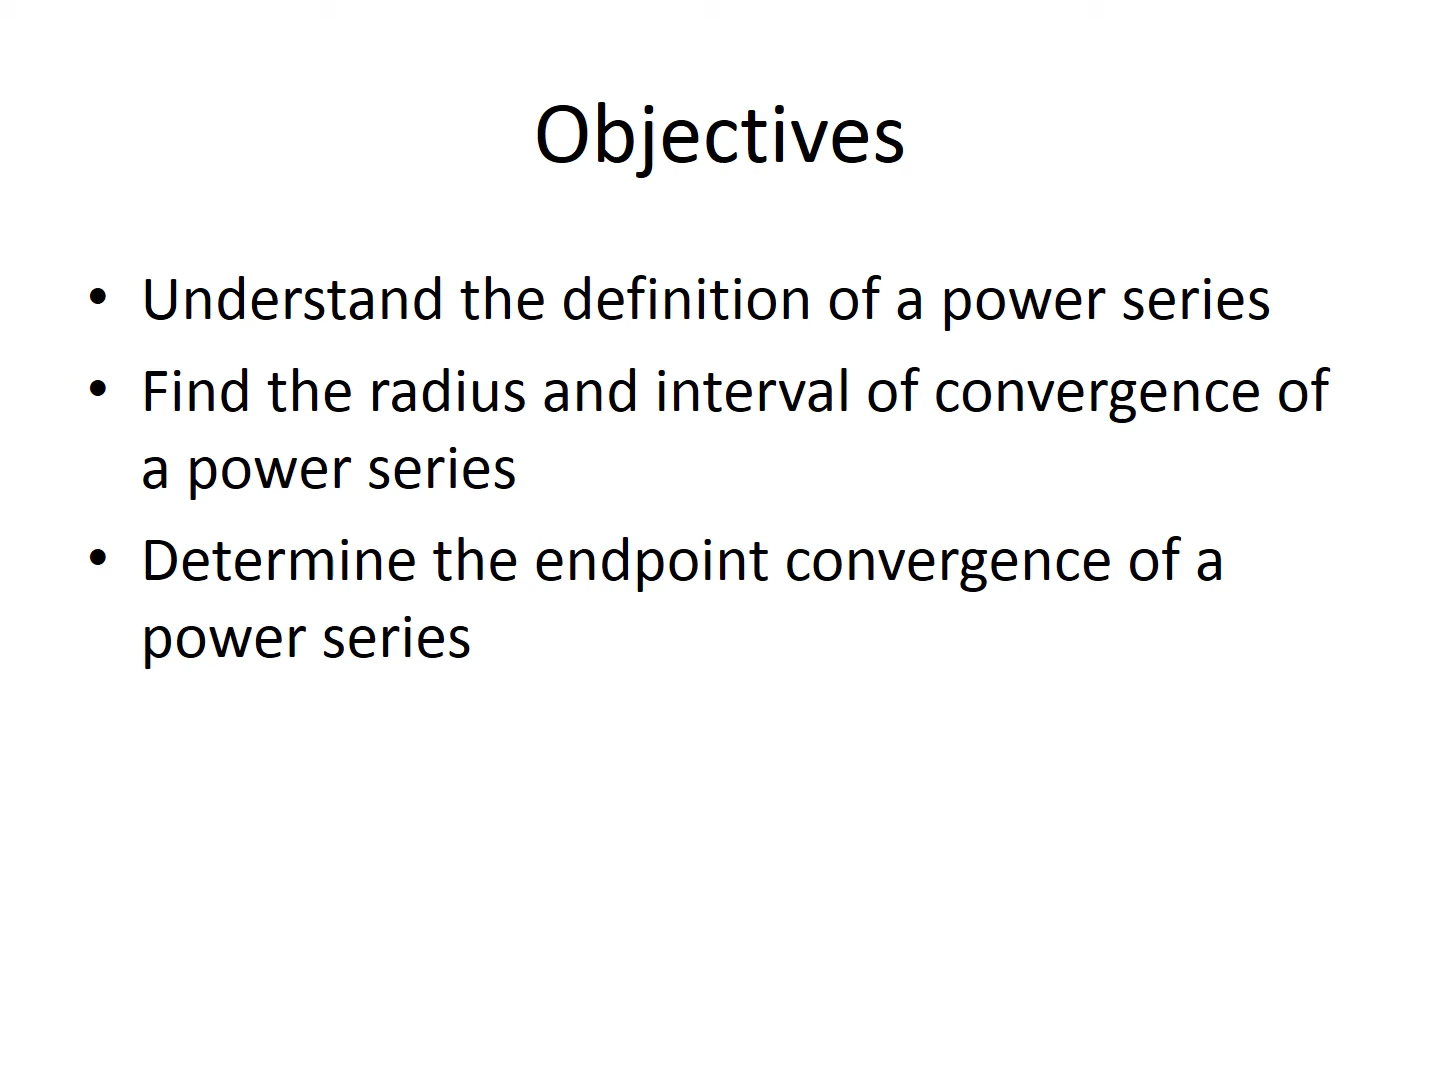 Objectives
• Understand the definition of a power series
• Find the radius and interval of convergence of
a power series
• Determine the endpoint convergence of a
power series